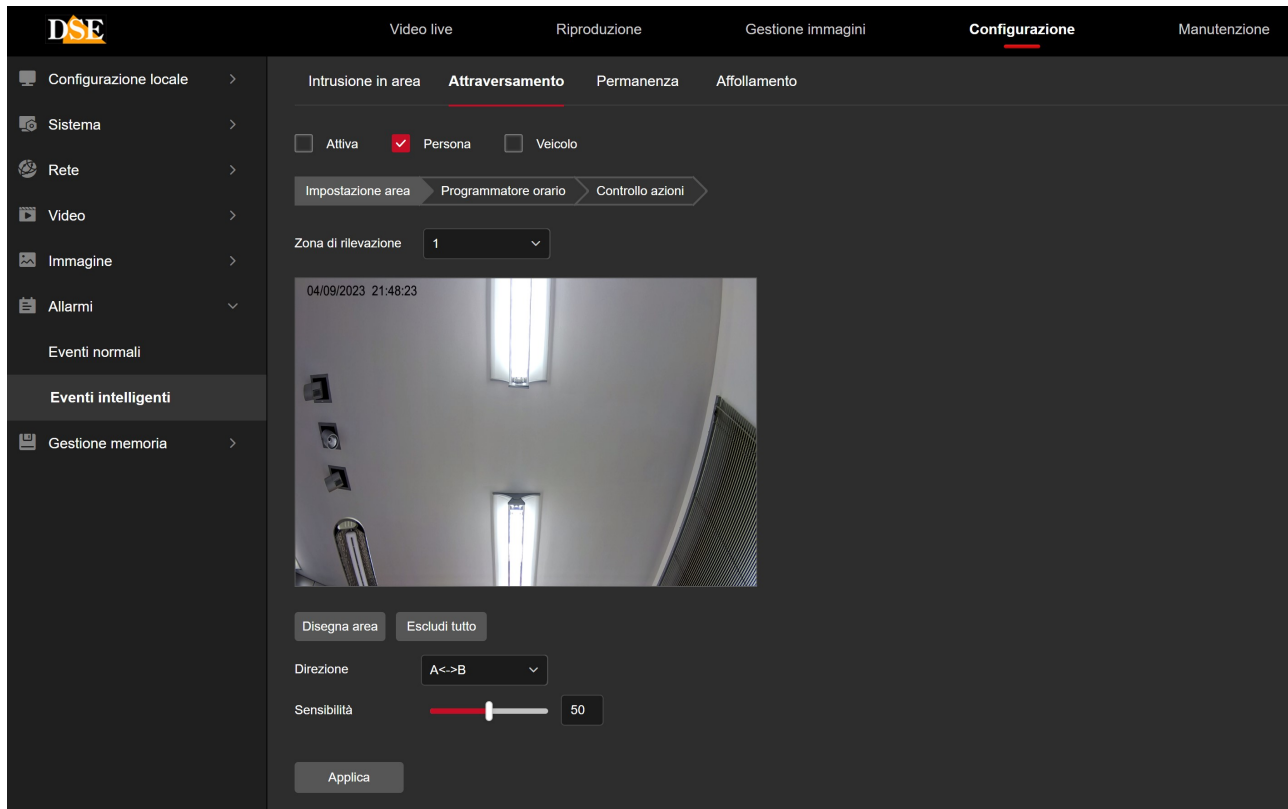 DSE
Video live Riproduzione Gestione immagini Configurazione Manutenzione
Configurazione locale
Sistema
Rete
Video
Immagine
Allarmi
Eventi normali
Eventi intelligenti
Gestione memoria
Intrusione in area Attraversamento Permanenza Affollamento
Attiva Persona Veicolo
Impostazione area Programmatore orario Controllo azioni
Zona di rilevazione 1
04/09/2023 21:48:23
Disegna area Escludi tutto
Direzione A<->B
Sensibilità 50
Applica